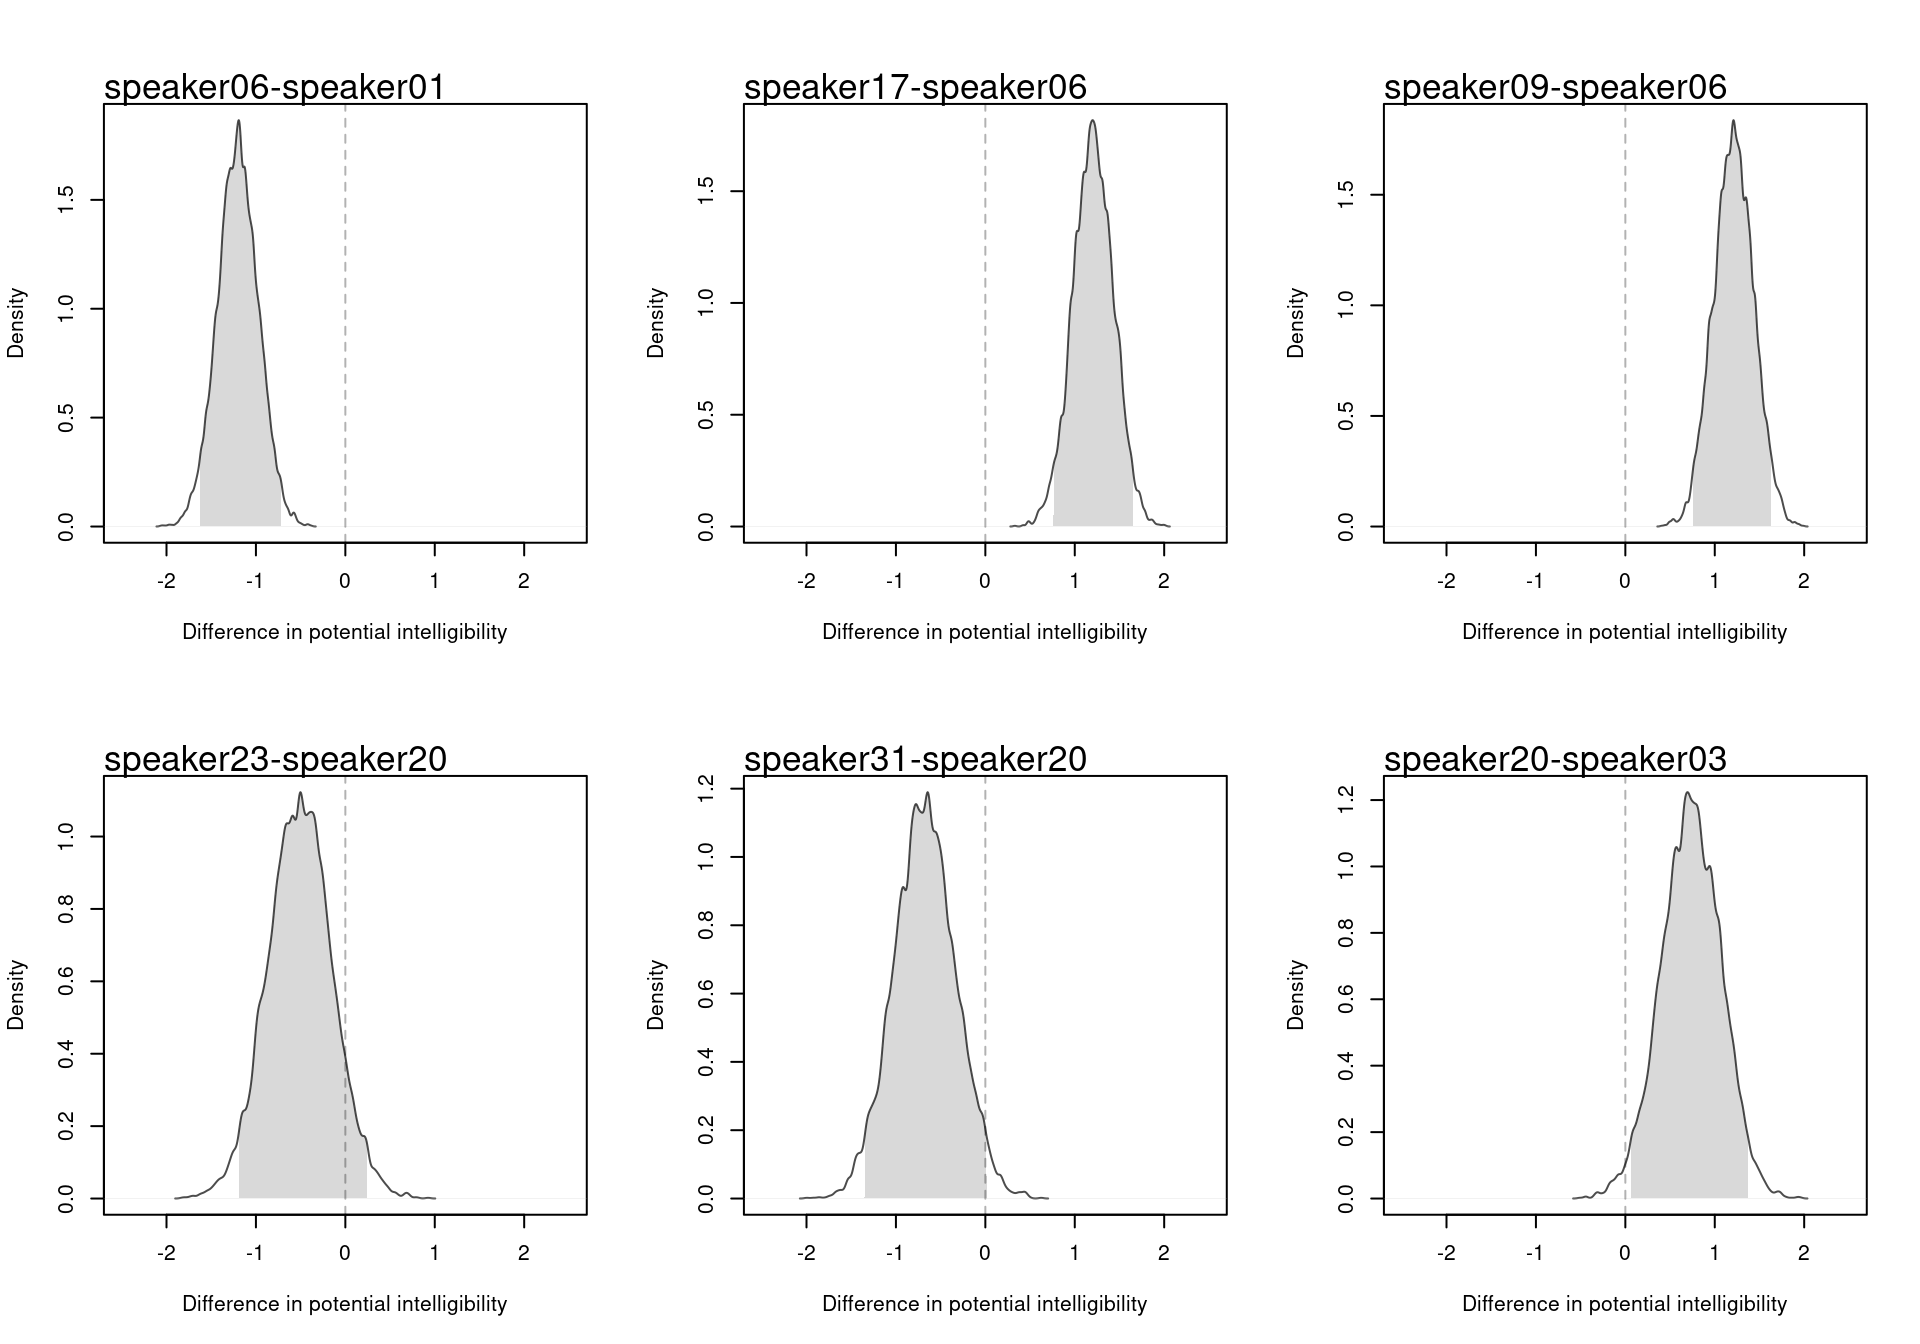 speaker06-speaker01
Density
0.0 0.5 1.0 1.5
-2 -1 0 1 2
Difference in potential intelligibility
speaker17-speaker06
Density
0.0 0.5 1.0 1.5
-2 -1 0 1 2
Difference in potential intelligibility
speaker09-speaker06
Density
0.0 0.5 1.0 1.5
-2 -1 0 1 2
Difference in potential intelligibility
speaker23-speaker20
Density
0.0 0.2 0.4 0.6 0.8 1.0
-2 -1 0 1 2
Difference in potential intelligibility
speaker31-speaker20
Density
0.0 0.2 0.4 0.6 0.8 1.0 1.2
-2 -1 0 1 2
Difference in potential intelligibility
speaker20-speaker03
Density
0.0 0.2 0.4 0.6 0.8 1.0 1.2
-2 -1 0 1 2
Difference in potential intelligibility